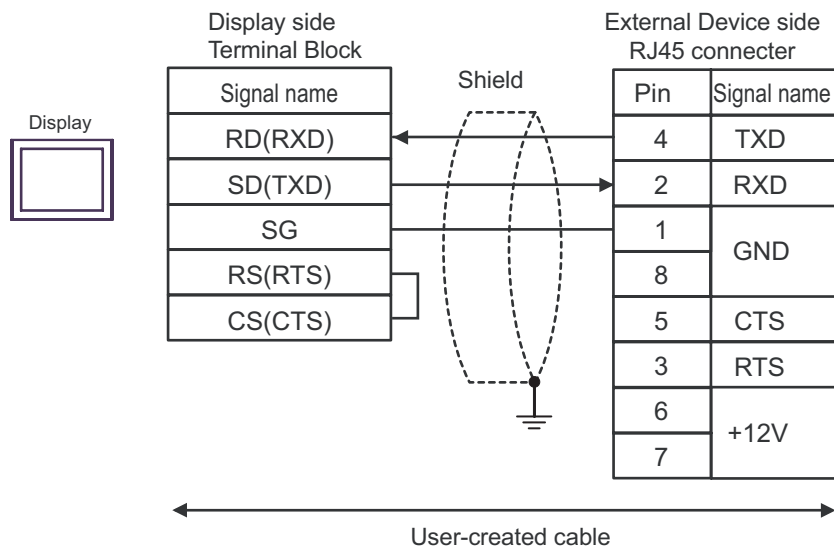 Display side
Terminal Block
External Device side
RJ45 connecter
Shield
Display
Signal name
RD(RXD)
SD(TXD)
SG
RS(RTS)
CS(CTS)
Pin Signal name
4 TXD
2 RXD
1
8
GND
5 CTS
3 RTS
6
7
+12V
User-created cable